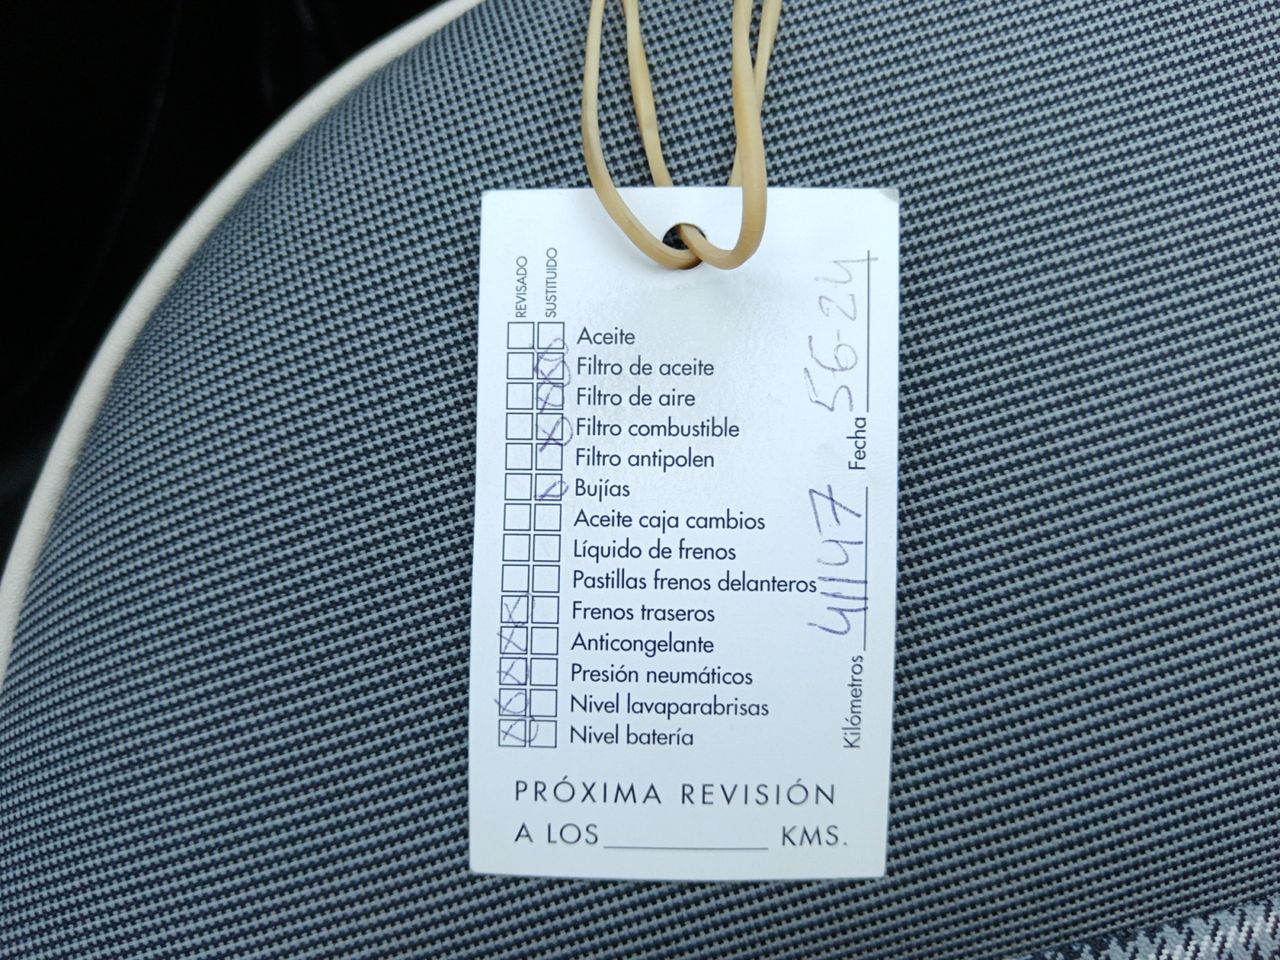 REVISADO
SUSTITUIDO
Aceite
Filtro de aceite
Filtro de aire
Filtro combustible
Filtro antipolen
Bujías
Aceite caja cambios
Líquido de frenos
Pastillas frenos delanteros
Frenos traseros
Anticongelante
Presión neumáticos
Nivel lavaparabrisas
Nivel batería
Kilómetros 41147 Fecha 56-24
PRÓXIMA REVISIÓN
A LOS KMS.